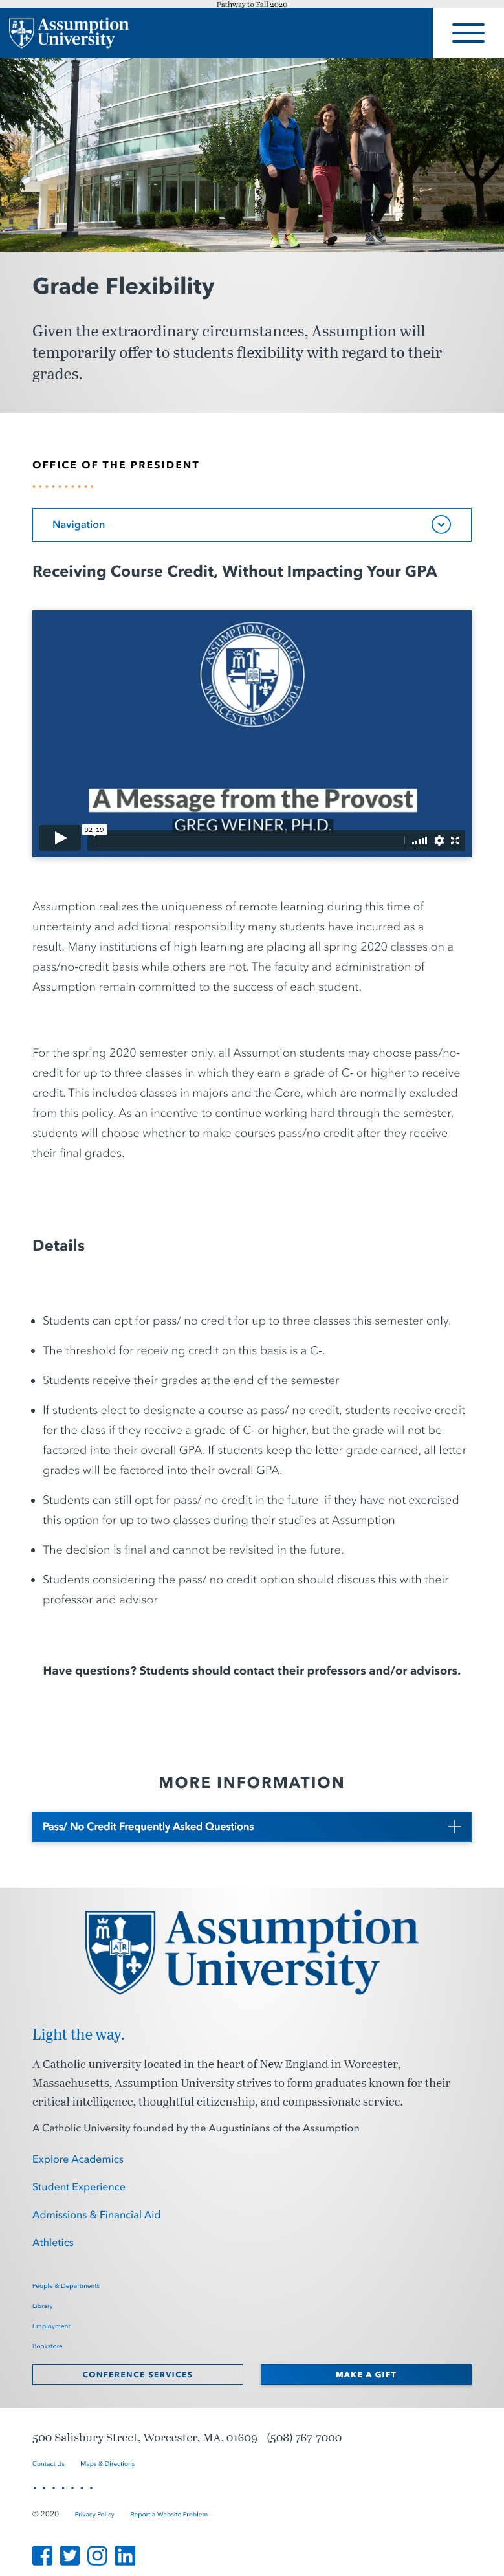 Pathway to Fall 2020
Assumption
University
Grade Flexibility
Given the extraordinary circumstances, Assumption will
temporarily offer to students flexibility with regard to their
grades.
OFFICE OF THE PRESIDENT
Navigation
Receiving Course Credit, Without Impacting Your GPA
ASSUMPTION COLLEGE
WORCESTER MA • 1904
A Message from the Provost
GREG WEINER, PH.D.
02:19
Assumption realizes the uniqueness of remote learning during this time of
uncertainty and additional responsibility many students have incurred as a
result. Many institutions of high learning are placing all spring 2020 classes on a
pass/no-credit basis while others are not. The faculty and administration of
Assumption remain committed to the success of each student.
For the spring 2020 semester only, all Assumption students may choose pass/no-
credit for up to three classes in which they earn a grade of C- or higher to receive
credit. This includes classes in majors and the Core, which are normally excluded
from this policy. As an incentive to continue working hard through the semester,
students will choose whether to make courses pass/no credit after they receive
their final grades.
Details
• Students can opt for pass/ no credit for up to three classes this semester only.
• The threshold for receiving credit on this basis is a C-.
• Students receive their grades at the end of the semester
• If students elect to designate a course as pass/ no credit, students receive credit
for the class if they receive a grade of C- or higher, but the grade will not be
factored into their overall GPA. If students keep the letter grade earned, all letter
grades will be factored into their overall GPA.
• Students can still opt for pass/ no credit in the future if they have not exercised
this option for up to two classes during their studies at Assumption
• The decision is final and cannot be revisited in the future.
• Students considering the pass/ no credit option should discuss this with their
professor and advisor
Have questions? Students should contact their professors and/or advisors.
MORE INFORMATION
Pass/ No Credit Frequently Asked Questions
Assumption
University
Light the way.
A Catholic university located in the heart of New England in Worcester,
Massachusetts, Assumption University strives to form graduates known for their
critical intelligence, thoughtful citizenship, and compassionate service.
A Catholic University founded by the Augustinians of the Assumption
Explore Academics
Student Experience
Admissions & Financial Aid
Athletics
People & Departments
Library
Employment
Bookstore
CONFERENCE SERVICES MAKE A GIFT
500 Salisbury Street, Worcester, MA, 01609 (508) 767-7000
Contact Us Maps & Directions
© 2020 Privacy Policy Report a Website Problem